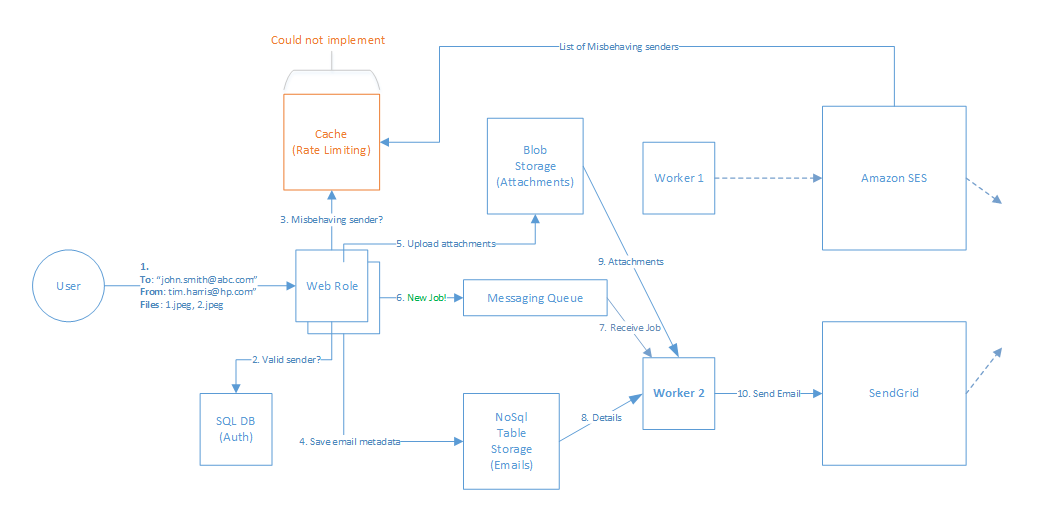 Could not implement
List of Misbehaving senders
Cache
(Rate Limiting)
Blob
Storage
(Attachments)
Worker 1
Amazon SES
3. Misbehaving sender?
5. Upload attachments
1.
To: “john.smith@abc.com”
From: tim.harris@hp.com”
Files: 1.jpeg, 2.jpeg
User
Web Role
9. Attachments
6. New Job!
Messaging Queue
7. Receive Job
2. Valid sender?
SQL DB
(Auth)
4. Save email metadata
NoSql
Table
Storage
(Emails)
8. Details
Worker 2
10. Send Email
SendGrid